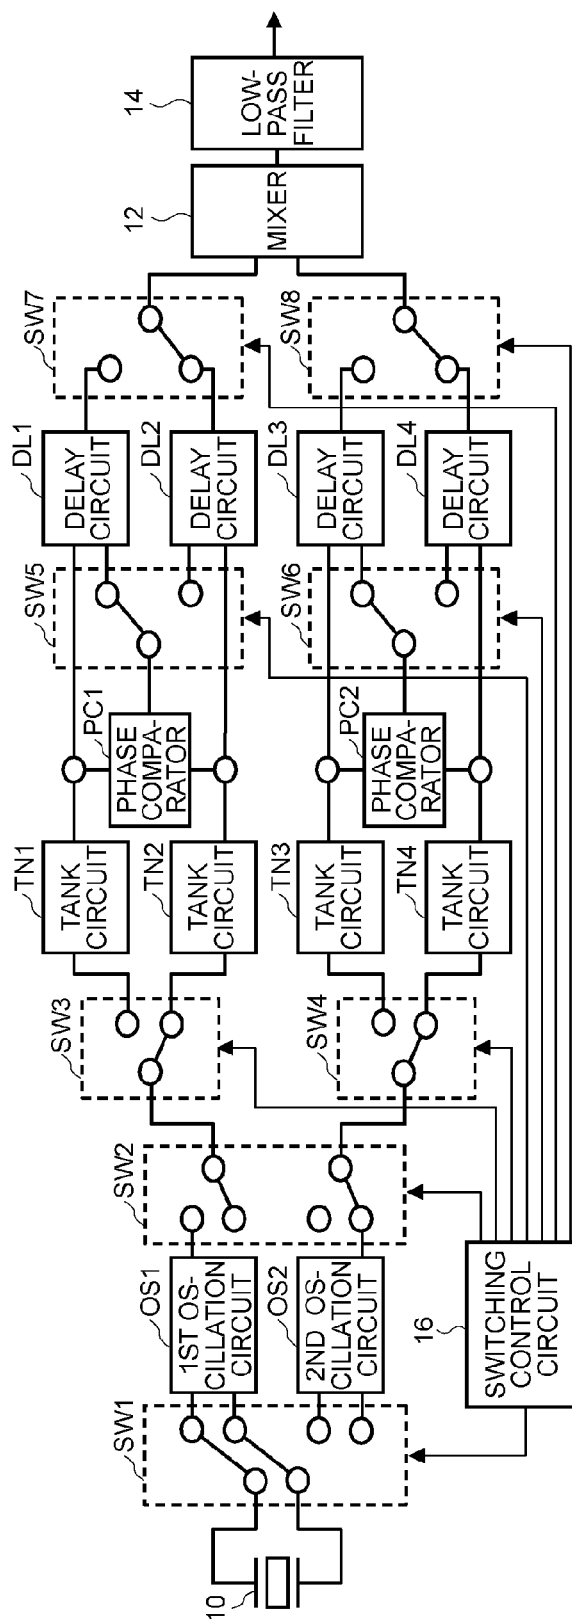 10
SW1
OS1
1ST OS-
CILLATION
CIRCUIT
OS2
2ND OS-
CILLATION
CIRCUIT
16
SWITCHING
CONTROL
CIRCUIT
SW2
SW3
SW4
TN1
TANK
CIRCUIT
TN2
TANK
CIRCUIT
TN3
TANK
CIRCUIT
TN4
TANK
CIRCUIT
PC1
PHASE
COMPA-
RATOR
PC2
PHASE
COMPA-
RATOR
SW5
SW6
DL1
DELAY
CIRCUIT
DL2
DELAY
CIRCUIT
DL3
DELAY
CIRCUIT
DL4
DELAY
CIRCUIT
SW7
SW8
12
MIXER
14
LOW-
PASS
FILTER